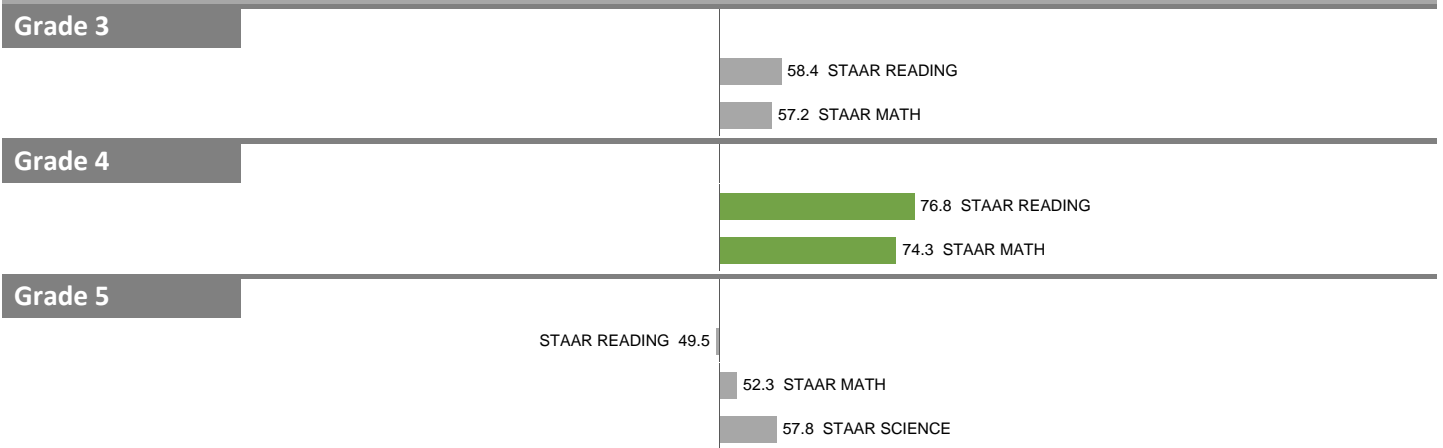 Grade 3
58.4 STAAR READING
57.2 STAAR MATH
Grade 4
76.8 STAAR READING
74.3 STAAR MATH
Grade 5
STAAR READING 49.5
52.3 STAAR MATH
57.8 STAAR SCIENCE